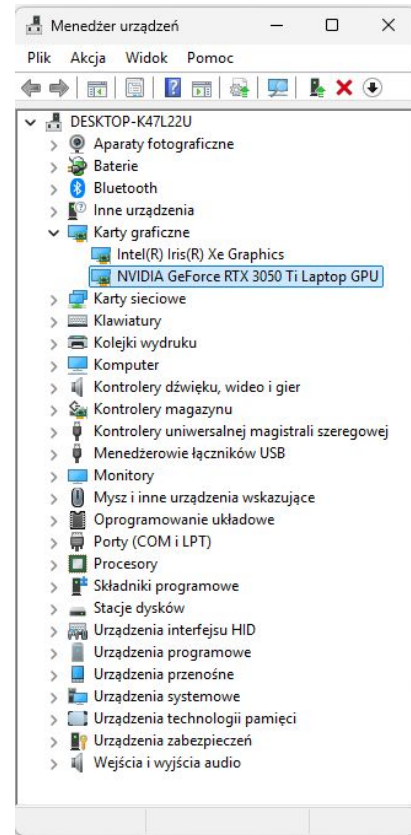 Menedżer urządzeń
Plik Akcja Widok Pomoc
DESKTOP-K47L22U
Aparaty fotograficzne
Baterie
Bluetooth
Inne urządzenia
Karty graficzne
Intel(R) Iris(R) Xe Graphics
NVIDIA GeForce RTX 3050 Ti Laptop GPU
Karty sieciowe
Klawiatury
Kolejki wydruku
Komputer
Kontrolery dźwięku, wideo i gier
Kontrolery magazynu
Kontrolery uniwersalnej magistrali szeregowej
Menedżerowie łączników USB
Monitory
Mysz i inne urządzenia wskazujące
Oprogramowanie układowe
Porty (COM i LPT)
Procesory
Składniki programowe
Stacje dysków
Urządzenia interfejsu HID
Urządzenia programowe
Urządzenia przenośne
Urządzenia systemowe
Urządzenia technologii pamięci
Urządzenia zabezpieczeń
Wejścia i wyjścia audio